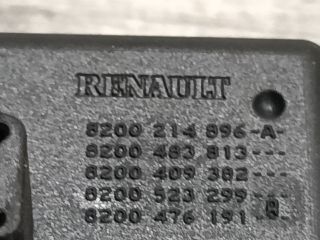 RENAULT
8200 214 896-A-
8200 483 813---
8200 409 382---
8200 523 299---
8200 476 191-B-